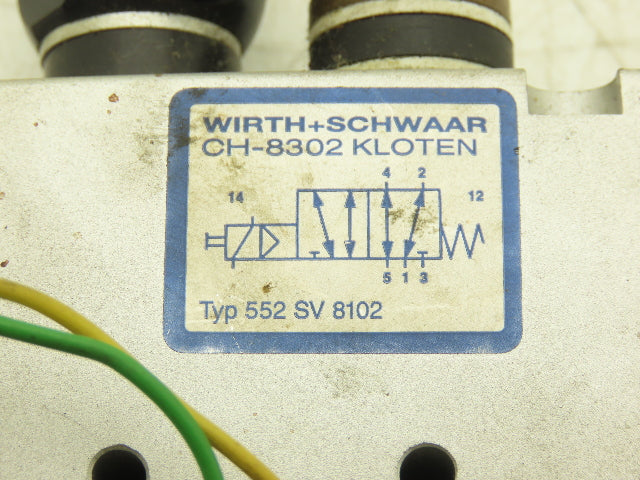 WIRTH+SCHWAAR
CH-8302 KLOTEN
4 2
14 12
5 1 3
Typ 552 SV 8102